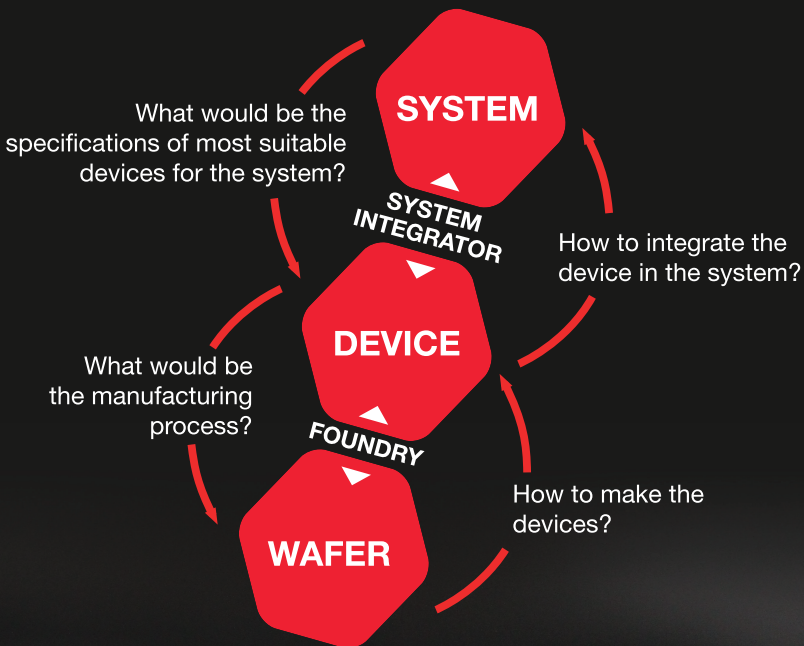 SYSTEM
What would be the
specifications of most suitable
devices for the system?
SYSTEM
INTEGRATOR
How to integrate the
device in the system?
DEVICE
What would be
the manufacturing
process?
FOUNDRY
How to make the
devices?
WAFER